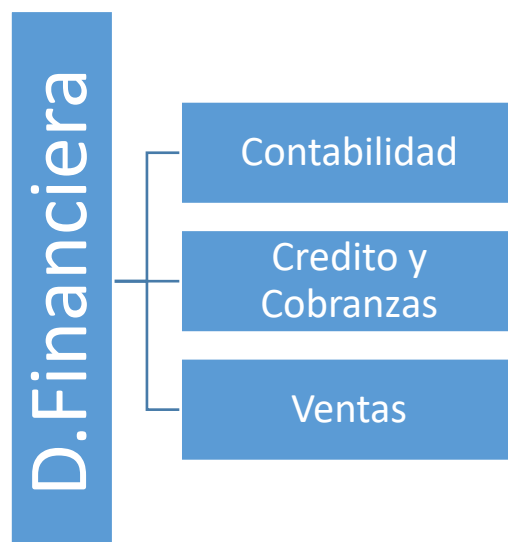 D.Financiera
Contabilidad
Credito y
Cobranzas
Ventas